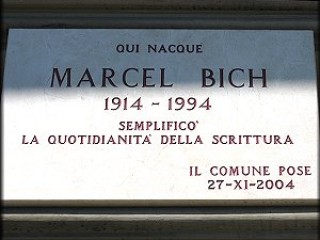 QUI NACQUE
MARCEL BICH
1914 - 1994
SEMPLIFICO'
LA QUOTIDIANITA' DELLA SCRITTURA
IL COMUNE POSE
27-XI-2004